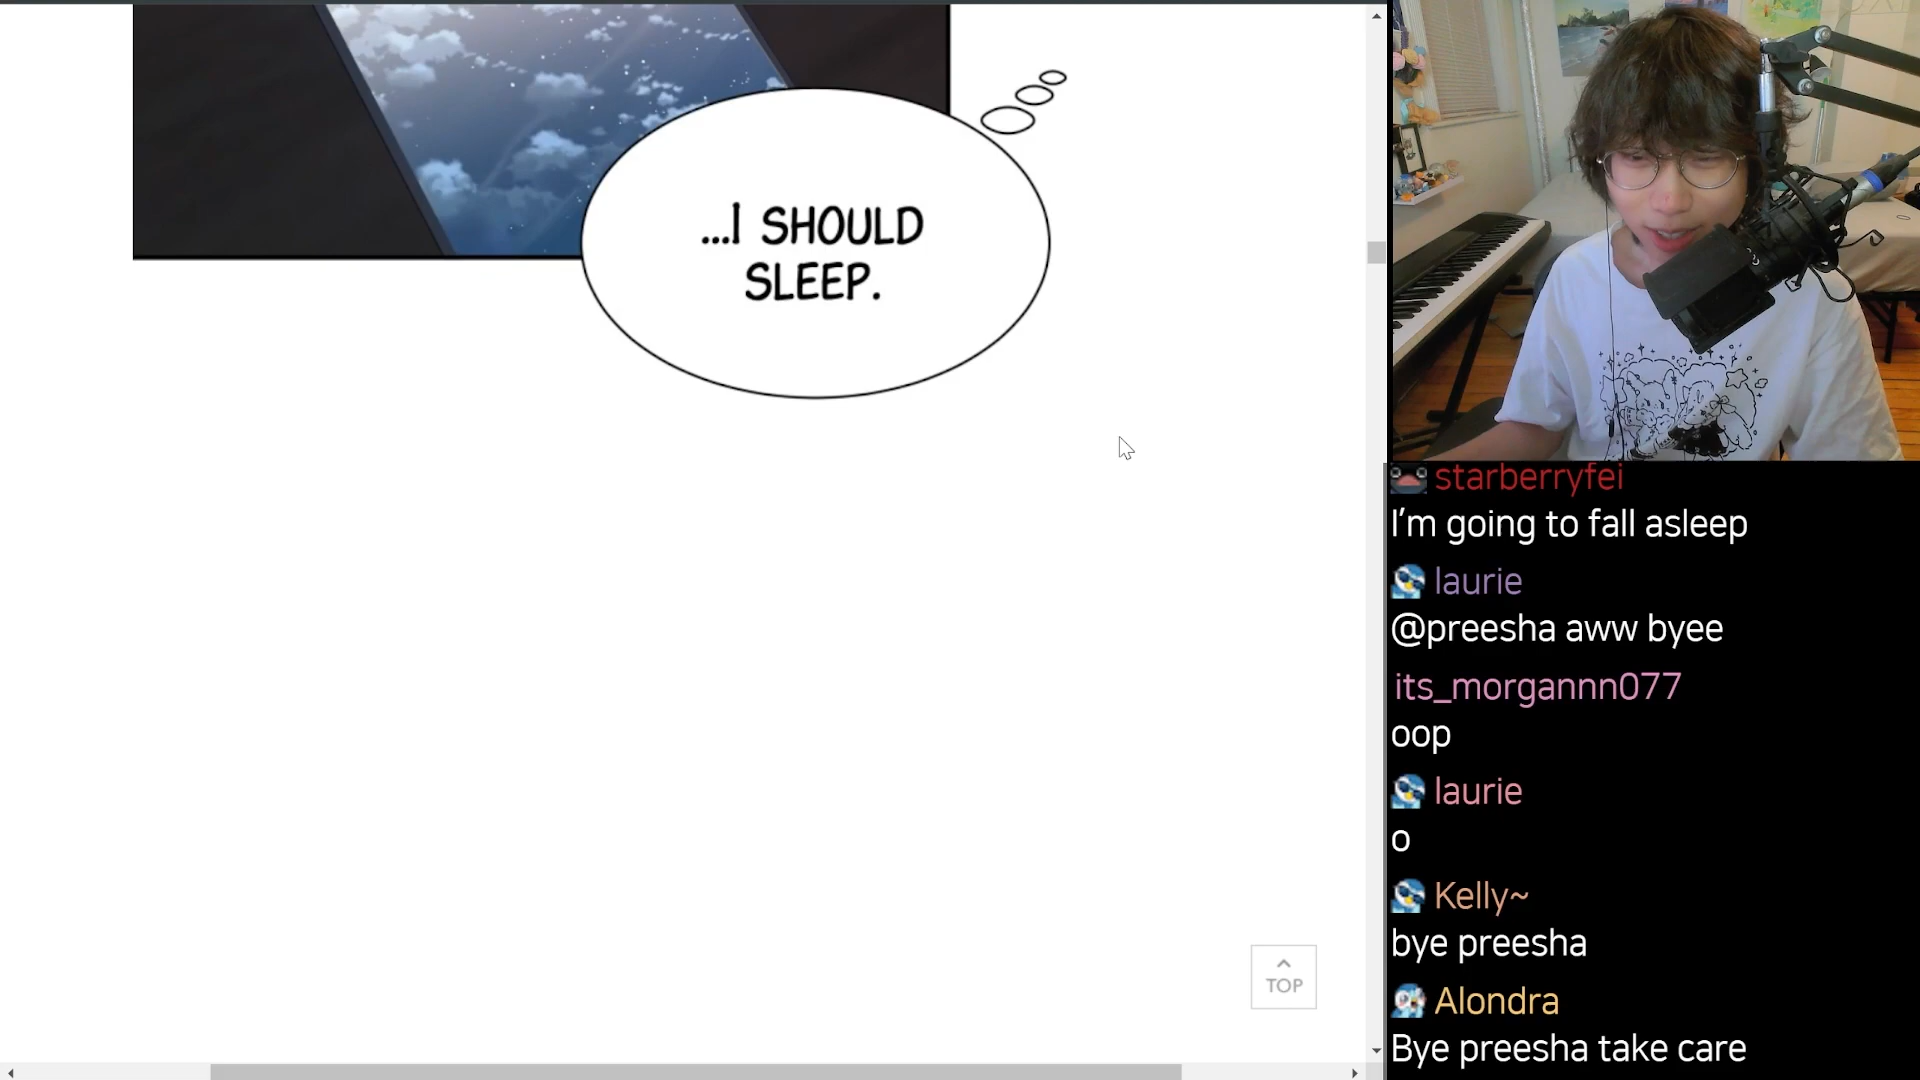 ...I SHOULD
SLEEP.
TOP
starberryfei
I'm going to fall asleep
laurie
@preesha aww byee
its_morgannn077
oop
laurie
o
Kelly~
bye preesha
Alondra
Bye preesha take care